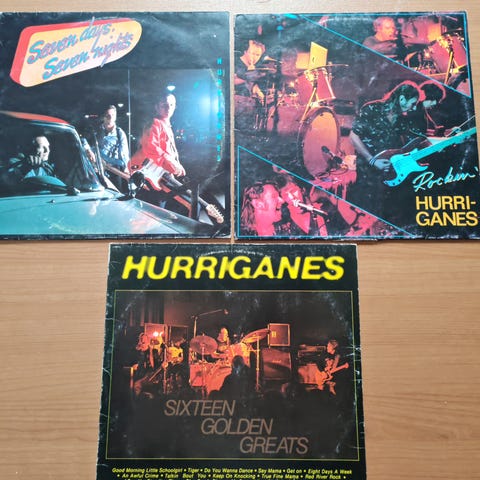 Seven days
Seven nights
HURRIGANES
Rockin'
HURRI-
GANES
HURRIGANES
SIXTEEN
GOLDEN
GREATS
Good Morning Little Schoolgirl • Tiger • Do You Wanna Dance • Say Mama • Get on • Eight Days A Week
• An Awful Crime • Talkin' Bout You • Keep On Knocking • True Fine Mama • Red River Rock •